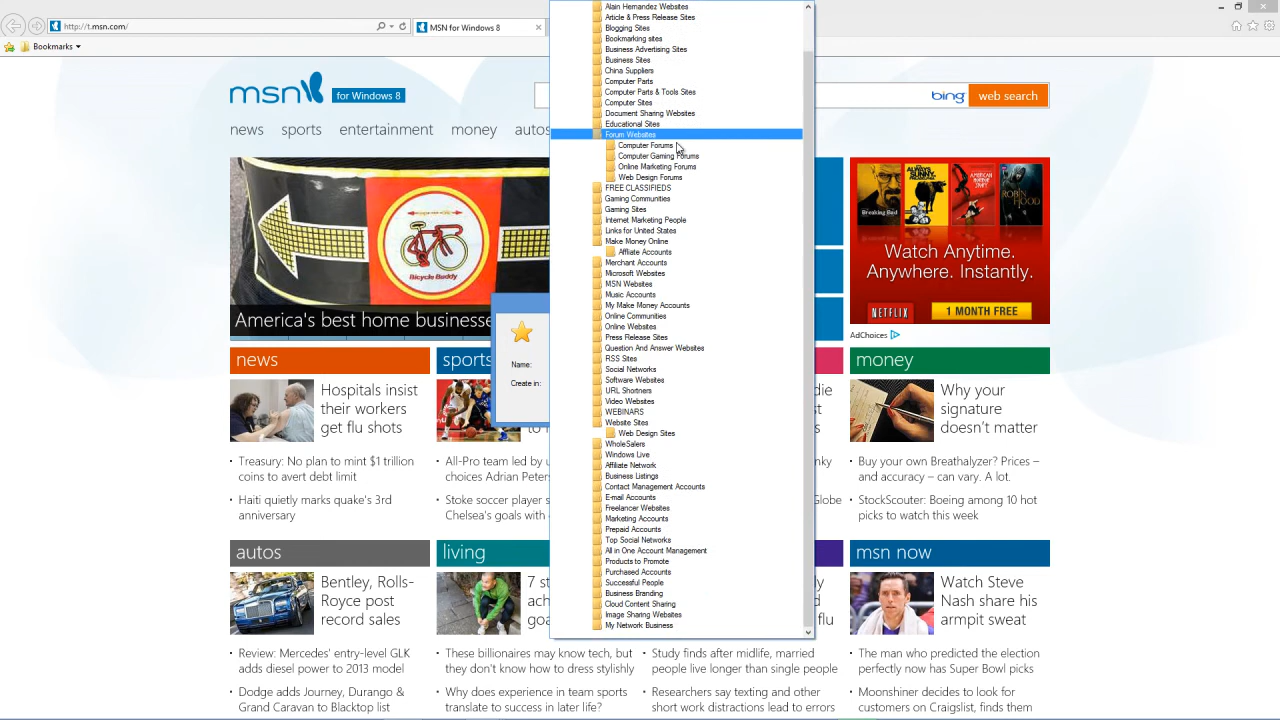 http://t.msn.com/
MSN for Windows 8
Bookmarks
msn
for Windows 8
bing
web search
news
sports
entertainment
money
autos
Alain Hernandez Websites
Article & Press Release Sites
Blogging Sites
Bookmarking sites
Business Advertising Sites
Business Sites
China Suppliers
Computer Parts
Computer Parts & Tools Sites
Computer Sites
Document Sharing Websites
Educational Sites
Forum Websites
Computer Forums
Computer Gaming Forums
Online Marketing Forums
Web Design Forums
FREE CLASSIFIEDS
Gaming Communities
Gaming Sites
Internet Marketing People
Links for United States
Make Money Online
Affliate Accounts
Merchant Accounts
Microsoft Websites
MSN Websites
Music Accounts
My Make Money Accounts
Online Communities
Online Websites
Press Release Sites
Question And Answer Websites
RSS Sites
Social Networks
Software Websites
URL Shortners
Video Websites
WEBINARS
Website Sites
Web Design Sites
WholeSalers
Windows Live
Affiliate Network
Business Listings
Contact Management Accounts
E-mail Accounts
Freelancer Websites
Marketing Accounts
Prepaid Accounts
Top Social Networks
All in One Account Management
Products to Promote
Purchased Accounts
Successful People
Business Branding
Cloud Content Sharing
Image Sharing Websites
My Network Business
Name:
Create in:
Bicycle Buddy
America's best home businesse
Breaking Bad
ALWAYS SUNNY
AMERICAN HORROR STORY
ROBIN HOOD
Watch Anytime.
Anywhere. Instantly.
NETFLIX
1 MONTH FREE
AdChoices
news
Hospitals insist
their workers
get flu shots
Treasury: No plan to mint $1 trillion
coins to avert debt limit
Haiti quietly marks quake's 3rd
anniversary
sports
All-Pro team led by u
choices Adrian Peters
Stoke soccer player s
Chelsea's goals with
money
Why your
signature
doesn't matter
Buy your own Breathalyzer? Prices –
and accuracy – can vary. A lot.
StockScouter: Boeing among 10 hot
picks to watch this week
autos
Bentley, Rolls-
Royce post
record sales
Review: Mercedes' entry-level GLK
adds diesel power to 2013 model
Dodge adds Journey, Durango &
Grand Caravan to Blacktop list
living
These billionaires may know tech, but
they don't know how to dress stylishly
Why does experience in team sports
translate to success in later life?
Study finds after midlife, married
people live longer than single people
Researchers say texting and other
short work distractions lead to errors
msn now
Watch Steve
Nash share his
armpit sweat
The man who predicted the election
perfectly now has Super Bowl picks
Moonshiner decides to look for
customers on Craigslist, finds them